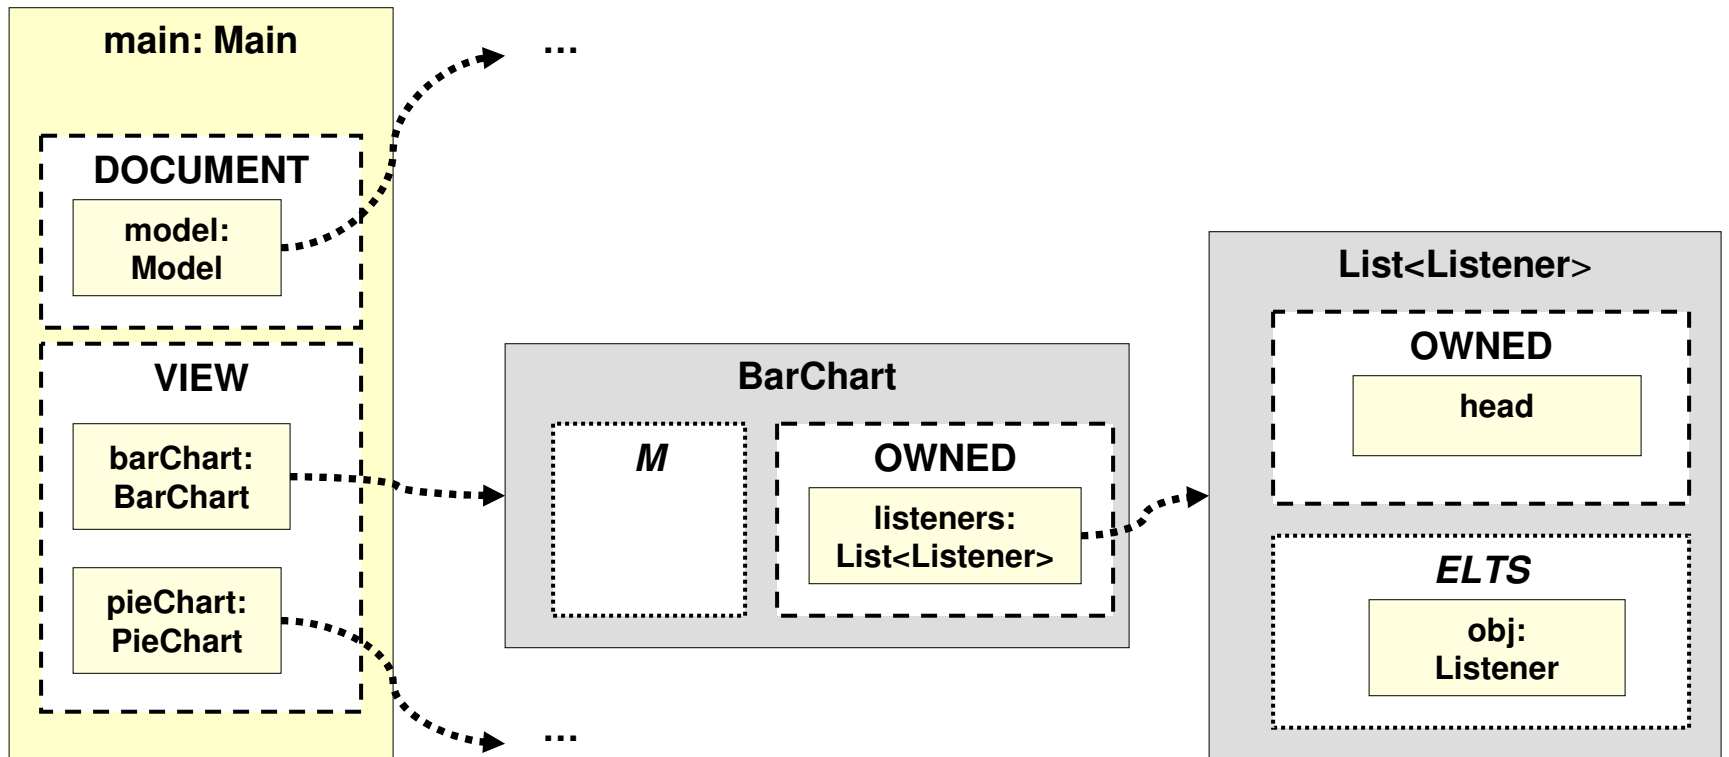 main: Main
...
DOCUMENT
model:
Model
VIEW
barChart:
BarChart
pieChart:
PieChart
...
BarChart
M
OWNED
listeners:
List<Listener>
List<Listener>
OWNED
head
ELTS
obj:
Listener